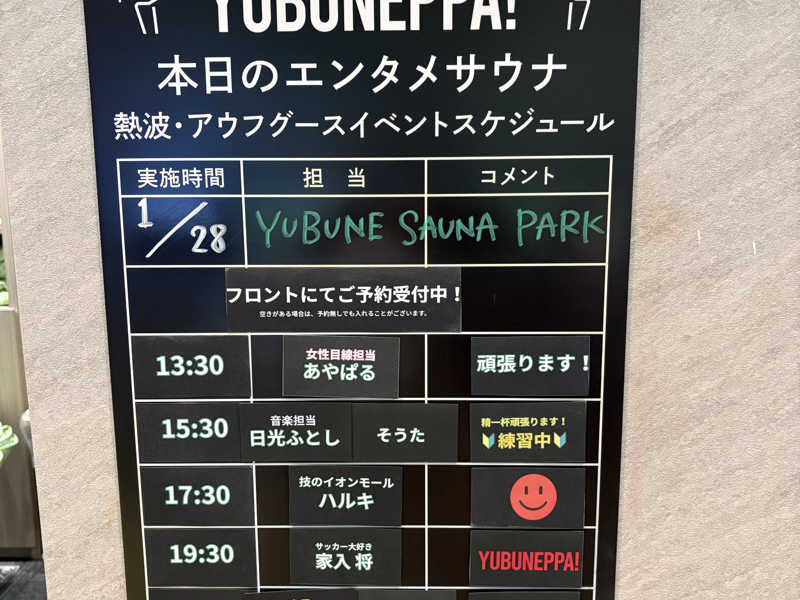 YUBUNEPPA!
本日のエンタメサウナ
熱波・アウフグースイベントスケジュール
実施時間 担当 コメント
1/28 YUBUNE SAUNA PARK
フロントにてご予約受付中！
空きがある場合は、予約無しでも入れることがございます。
女性目線担当
13:30 あやぱる 頑張ります！
音楽担当 精一杯頑張ります！
15:30 日光ふとし そうた 練習中
技のイオンモール
17:30 ハルキ
サッカー大好き
19:30 家入 将 YUBUNEPPA!